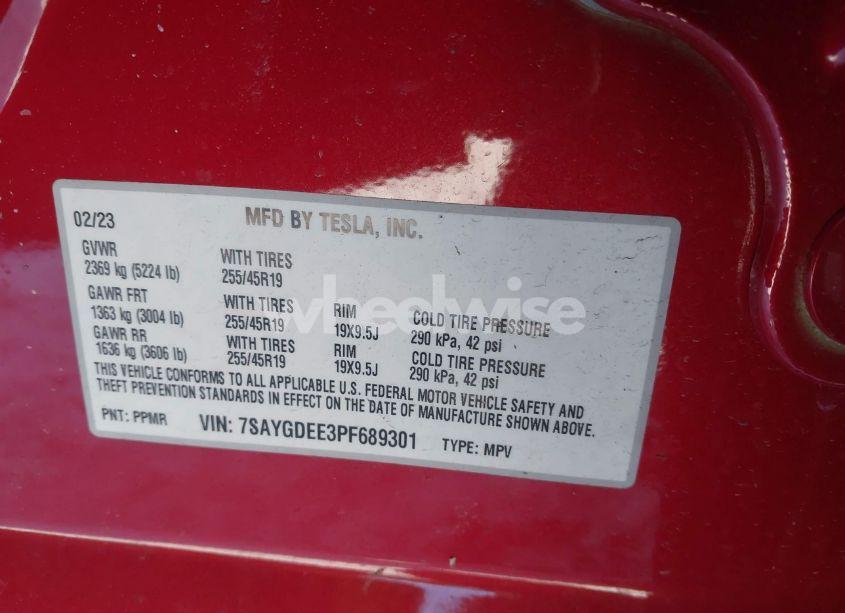 02/23 MFD BY TESLA, INC.
GVWR
2369 kg (5224 lb) WITH TIRES 255/45R19
GAWR FRT
1363 kg (3004 lb) WITH TIRES 255/45R19 RIM 19X9.5J COLD TIRE PRESSURE 290 kPa, 42 psi
GAWR RR
1636 kg (3606 lb) WITH TIRES 255/45R19 RIM 19X9.5J COLD TIRE PRESSURE 290 kPa, 42 psi
THIS VEHICLE CONFORMS TO ALL APPLICABLE U.S. FEDERAL MOTOR VEHICLE SAFETY AND
THEFT PREVENTION STANDARDS IN EFFECT ON THE DATE OF MANUFACTURE SHOWN ABOVE.
PNT: PPMR VIN: 7SAYGDEE3PF689301 TYPE: MPV
wheelwise